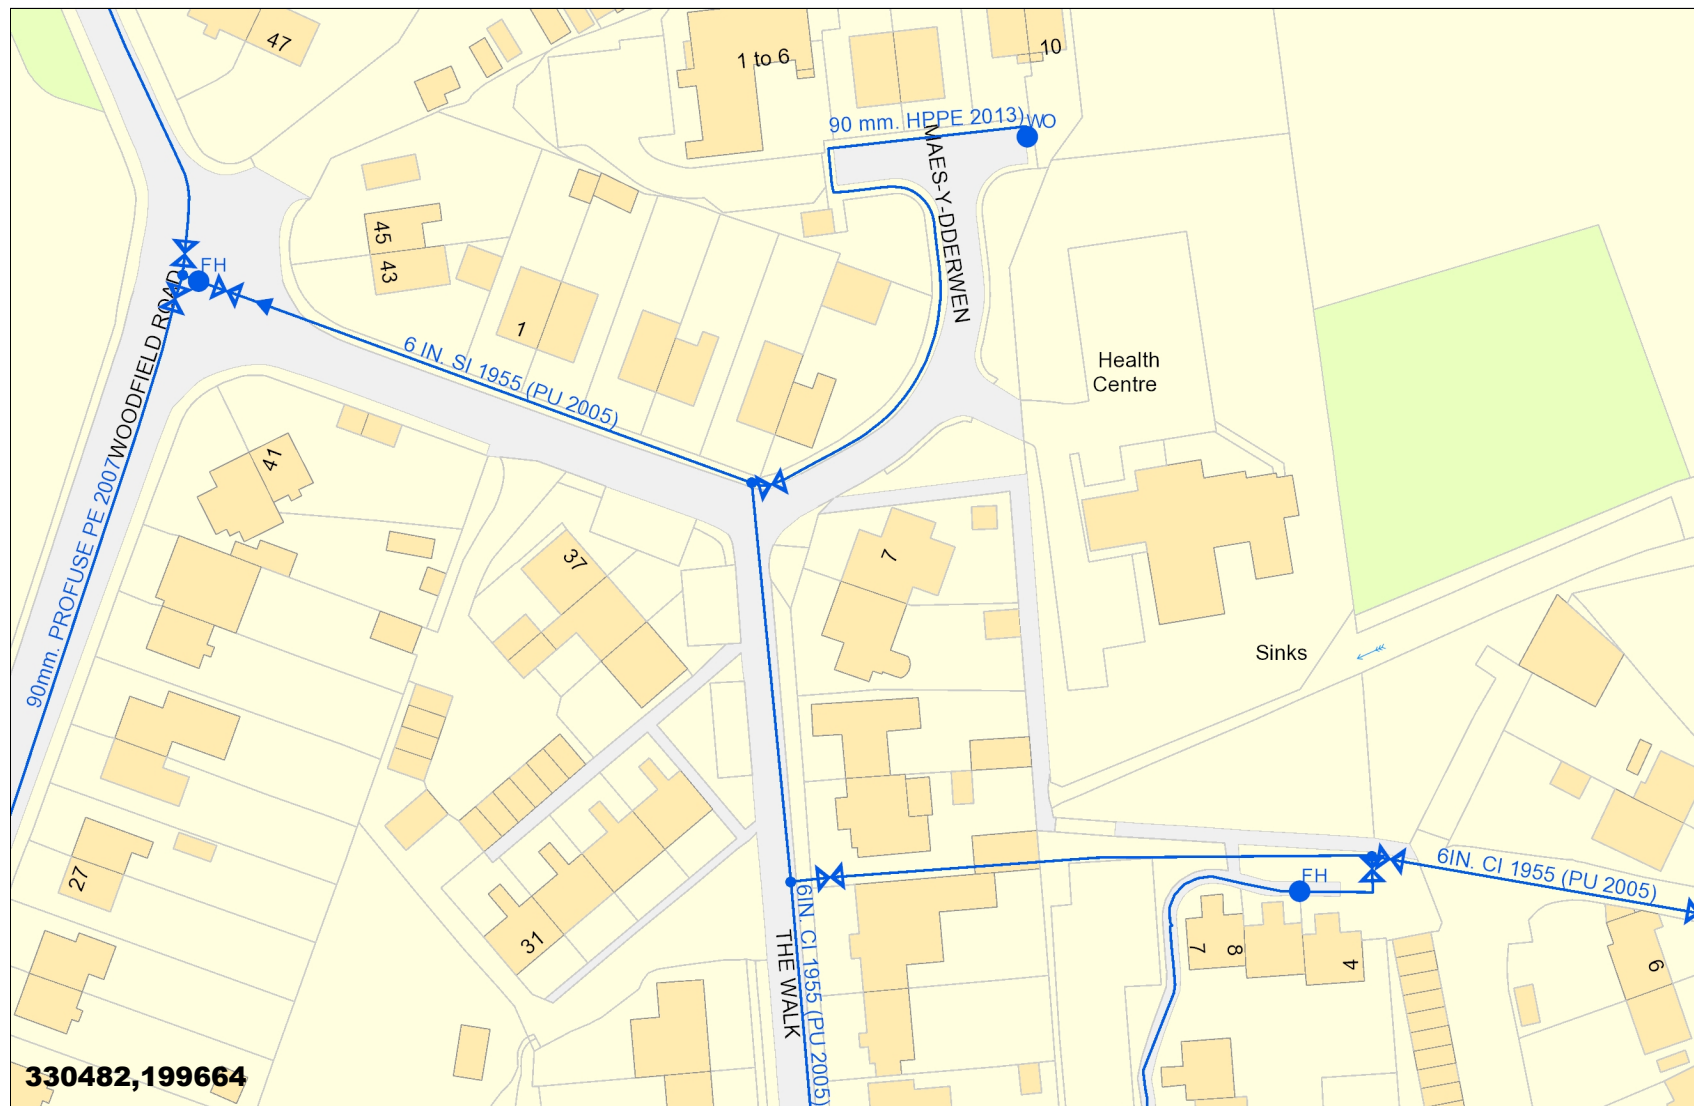 47
1 to 6
10
90 mm. HPPE 2013)
WO
MAES-Y-DDERWEN
45
43
FH
WOODFIELD ROAD
1
6 IN. SI 1955 (PU 2005)
Health
Centre
41
90mm. PROFUSE PE 2007
37
7
Sinks
27
31
6IN. CI 1955 (PU 2005)
THE WALK
6IN. CI 1955 (PU 2005)
FH
7
8
4
6
330482,199664